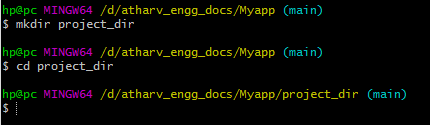 hp@pc MINGW64 /d/atharv_engg_docs/Myapp (main)
$ mkdir project_dir
hp@pc MINGW64 /d/atharv_engg_docs/Myapp (main)
$ cd project_dir
hp@pc MINGW64 /d/atharv_engg_docs/Myapp/project_dir (main)
$